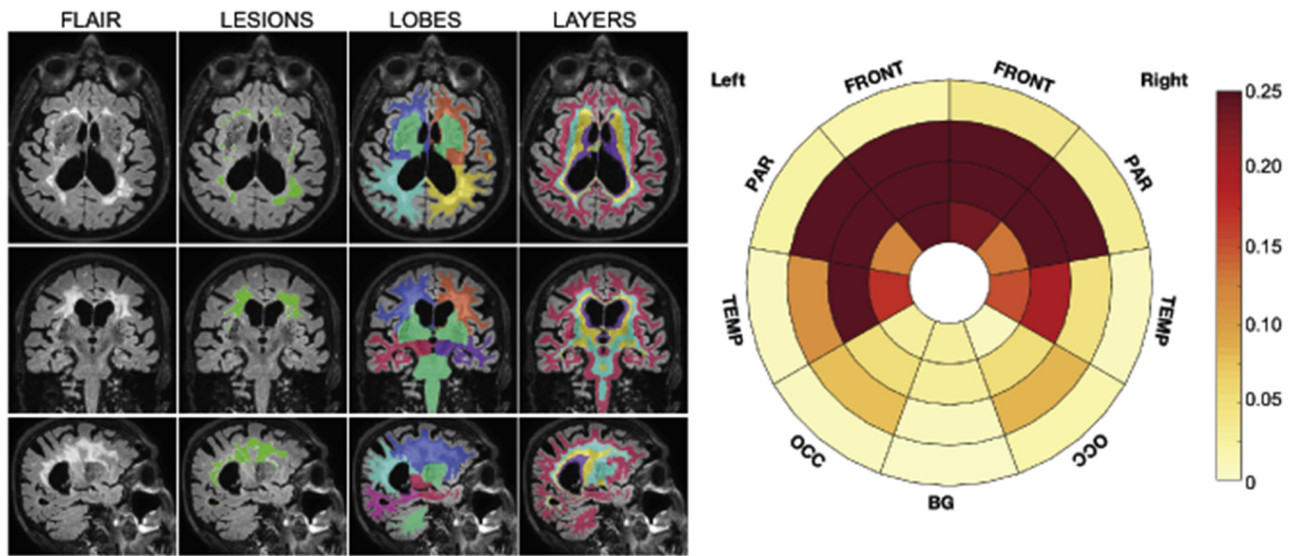 FLAIR LESIONS LOBES LAYERS
Left Right
FRONT FRONT
PAR PAR
TEMP TEMP
OCC OCC
BG
0.25
0.20
0.15
0.10
0.05
0